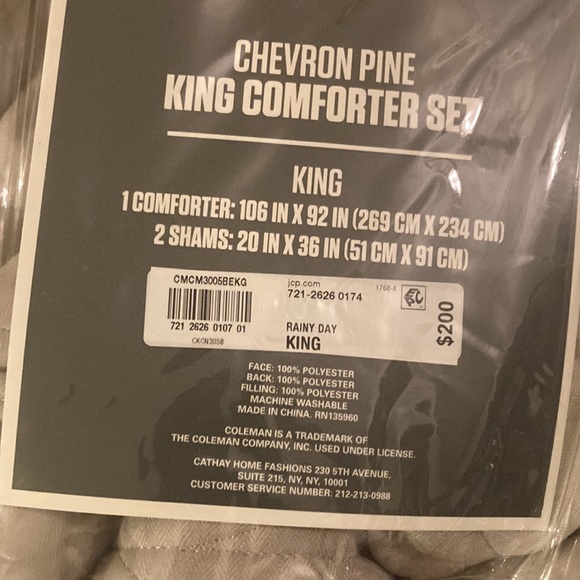 CHEVRON PINE
KING COMFORTER SET
KING
1 COMFORTER: 106 IN X 92 IN (269 CM X 234 CM)
2 SHAMS: 20 IN X 36 IN (51 CM X 91 CM)
CMCM3005BEKG
721 2626 0107 01
CKCN3058
jcp.com
721-2626 0174
1768-A
RAINY DAY
KING
$200
FACE: 100% POLYESTER
BACK: 100% POLYESTER
FILLING: 100% POLYESTER
MACHINE WASHABLE
MADE IN CHINA. RN135960
COLEMAN IS A TRADEMARK OF
THE COLEMAN COMPANY, INC. USED UNDER LICENSE.
CATHAY HOME FASHIONS 230 5TH AVENUE,
SUITE 215, NY, NY, 10001
CUSTOMER SERVICE NUMBER: 212-213-0988